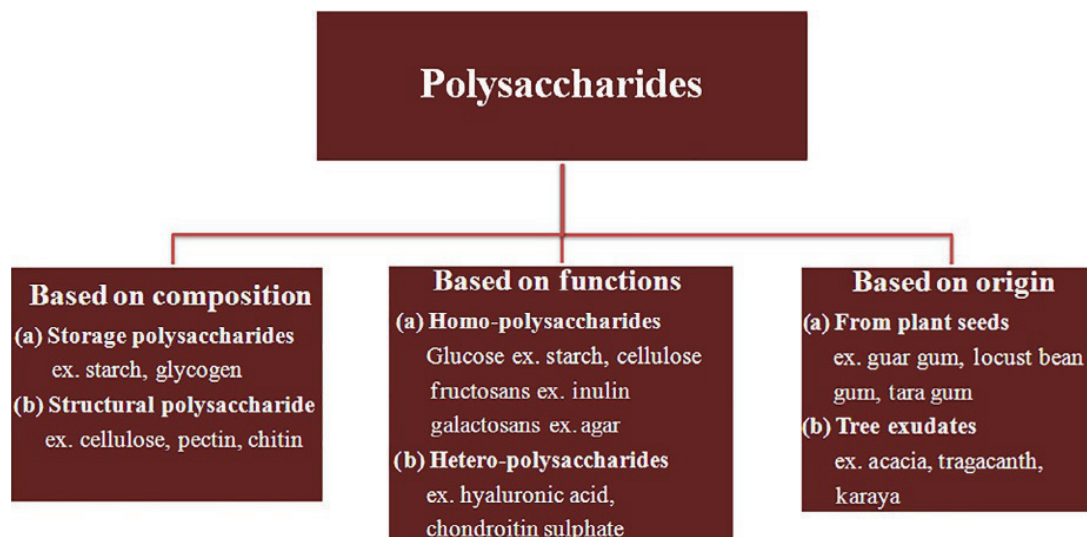 Polysaccharides
Based on composition
(a) Storage polysaccharides
ex. starch, glycogen
(b) Structural polysaccharide
ex. cellulose, pectin, chitin
Based on functions
(a) Homo-polysaccharids
Glucose ex. starch, cellulose
fructosans ex. inulin
galactosans ex. agar
(b) Hetero-polysaccharides
ex. hyaluronic acid,
chondroitin sulphate
Based on origin
(a) From plant seeds
ex. guar gum, locust bean
gum, tara gum
(b) Tree exudates
ex. acacia, tragacanth,
karaya